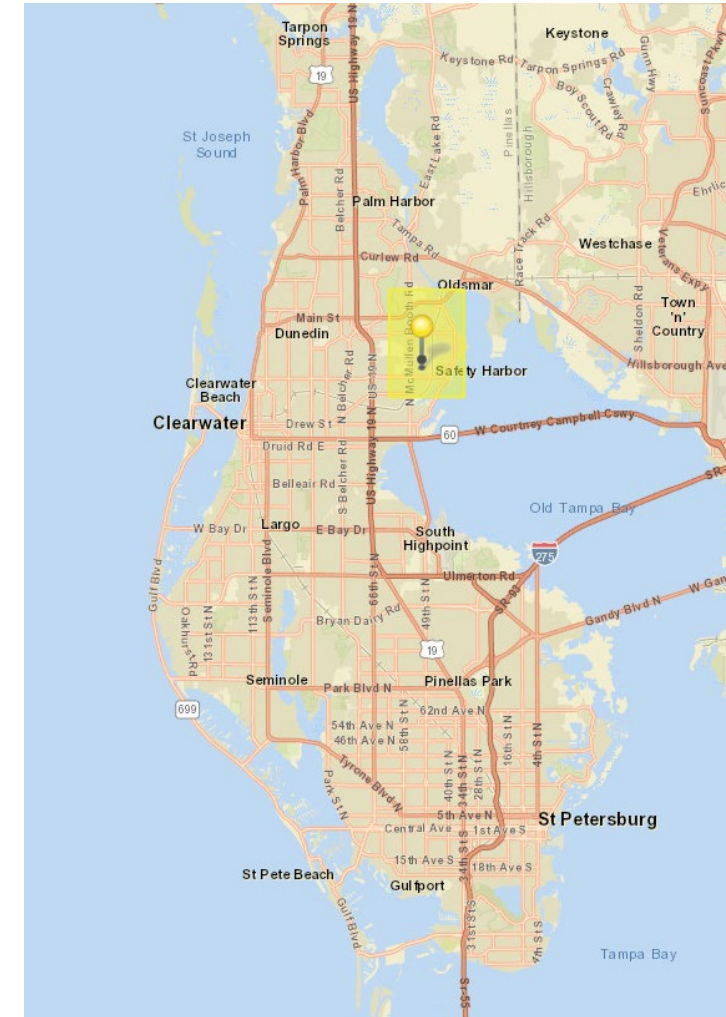 Tarpon
Springs
Keystone
US Highway 19 N
Gunn Hwy
Suncoast Pkwy
Keystone Rd
Tarpon Springs Rd
19
Crawley Rd
Boy Scout Rd
St Joseph
Sound
Pinellas
Hillsborough
East Lake Rd
Palm Harbor Blvd
Belcher Rd
Palm Harbor
Tampa Rd
Race Track Rd
Westchase
Veterans Expy
Curlew Rd
Oldsmar
Sheldon Rd
Town
'n'
Country
Main St
Dunedin
N McMullen Booth Rd
Safety Harbor
Hillsborough Ave
N Belcher Rd
US Highway 19 N
US 19 N
Clearwater
Beach
Clearwater
Drew St
60
W Courtney Campbell Cswy
Druid Rd E
S Belcher Rd
Belleair Rd
SR-
Old Tampa Bay
W Bay Dr
Largo
E Bay Dr
South
Highpoint
275
Gulf Blvd
Seminole Blvd
66th St N
Ulmerton Rd
SR-93
W Gan
Gandy Blvd N
Oakhurst Rd
131st St N
113th St N
49th St N
Bryan Dairy Rd
19
Seminole
Park Blvd N
Pinellas Park
699
62nd Ave N
54th Ave N
46th Ave N
58th St N
16th St N
4th St N
Tyrone Blvd N
Park St N
40th St N
34th St N
28th St N
5th Ave N
St Petersburg
Central Ave
1st Ave S
15th Ave S
18th Ave S
34th St S
St Pete Beach
Gulfport
Gulf Blvd
31st St S
4th St S
Tampa Bay
Sr-55